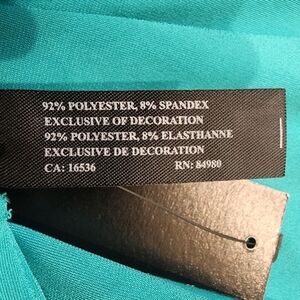 92% POLYESTER, 8% SPANDEX
EXCLUSIVE OF DECORATION
92% POLYESTER, 8% ELASTHANNE
EXCLUSIVE DE DECORATION
CA: 16536 RN: 84980